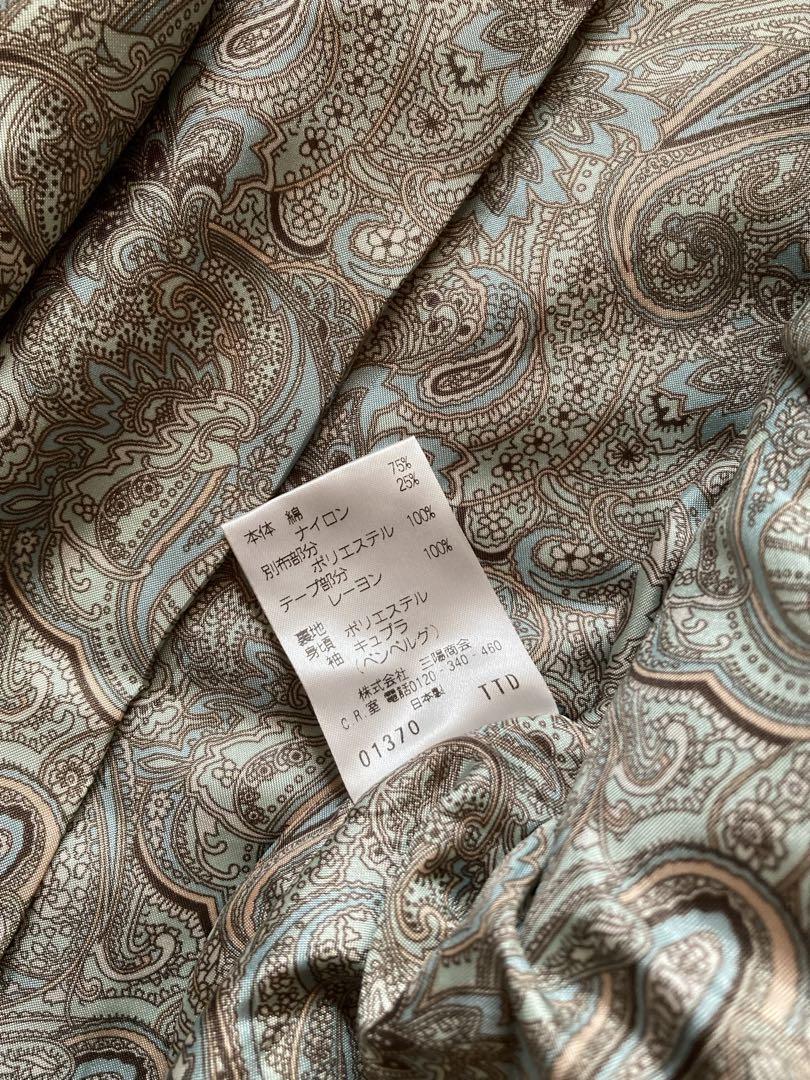 本体 綿 75%
ナイロン 25%
別布部分
ポリエステル 100%
テープ部分
レーヨン 100%
裏地
身頃 ポリエステル
袖 キュプラ
(ベンベルグ)
株式会社 三陽商会
C.R.室 電話0120-340-460
日本製
01370 TTD